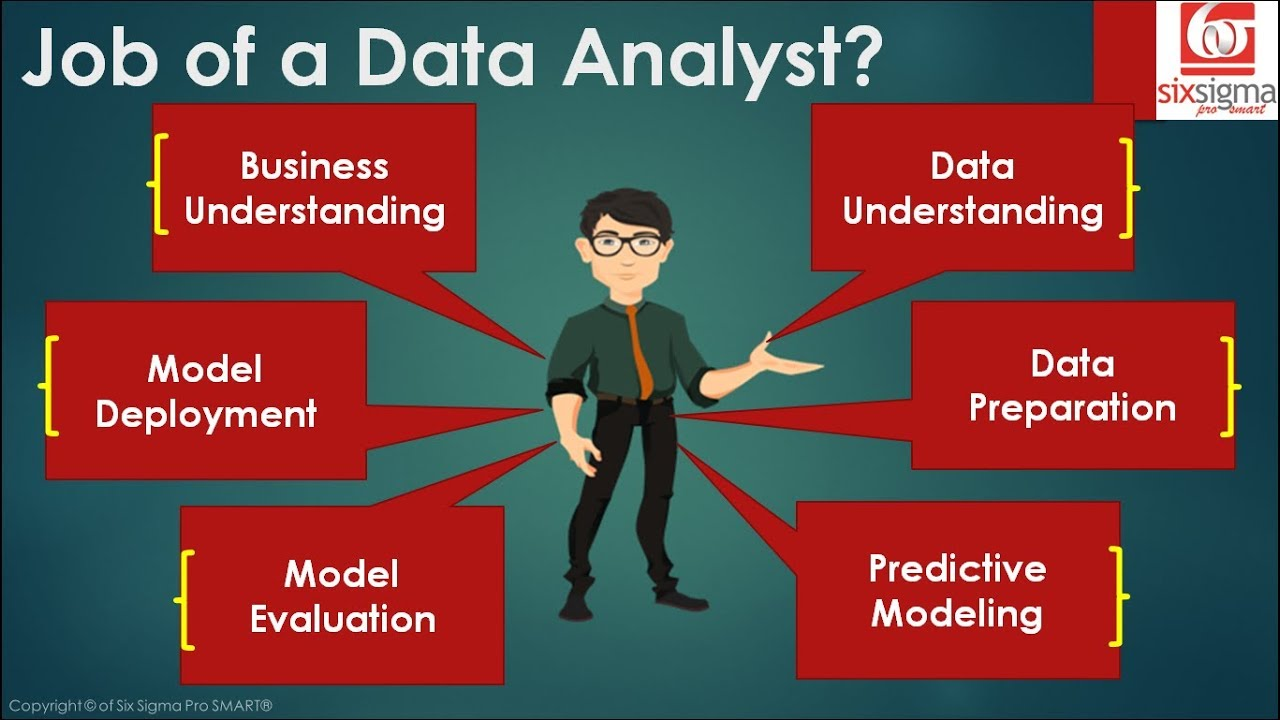 Job of a Data Analyst?
sixsigma
pro smart
Business
Understanding
Data
Understanding
Model
Deployment
Data
Preparation
Model
Evaluation
Predictive
Modeling
Copyright © of Six Sigma Pro SMART®